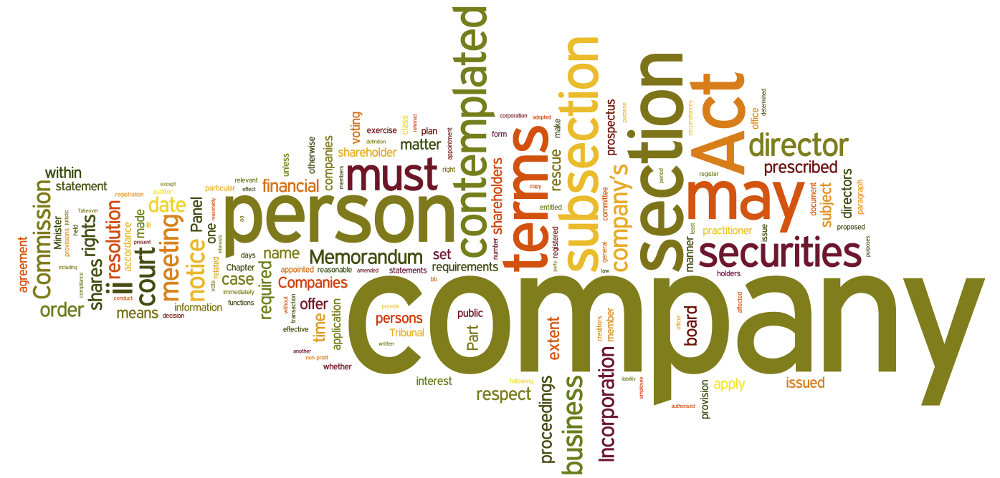 company
person
contemplated
terms
subsection
section
Act
may
must
securities
director
prescribed
Memorandum
Incorporation
business
proceedings
respect
interest
following
extent
creditors
member
board
officer
affected
public
Part
persons
Tribunal
provide
written
provision
apply
issued
authorised
employee
liability
holders
purposes
proposed
issue
practitioner
least
manner
register
period
circumstances
office
determined
document
subject
directors
paragraph
prospectus
purpose
company's
committee
general
law
party
registered
entitled
rescue
make
copy
adopted
corporation
form
shareholders
number
right
appointment
matter
plan
referred
class
exercise
definition
voting
shareholder
members
companies
otherwise
unless
financial
relevant
effect
particular
aa
set
requirements
bb
statements
amended
reasonable
appointed
Companies
name
days
Chapter
case
immediately
functions
required
without
transaction
effective
offer
time
application
another
non-profit
whether
information
decision
means
conduct
vote
related
interests
one
reasonably
Panel
notice
meeting
date
auditor
except
registration
made
iii
present
accordance
court
resolution
ii
rights
shares
compliance
including
Takeover
held
juristic
provisions
Minister
statement
within
Commission
agreement
order